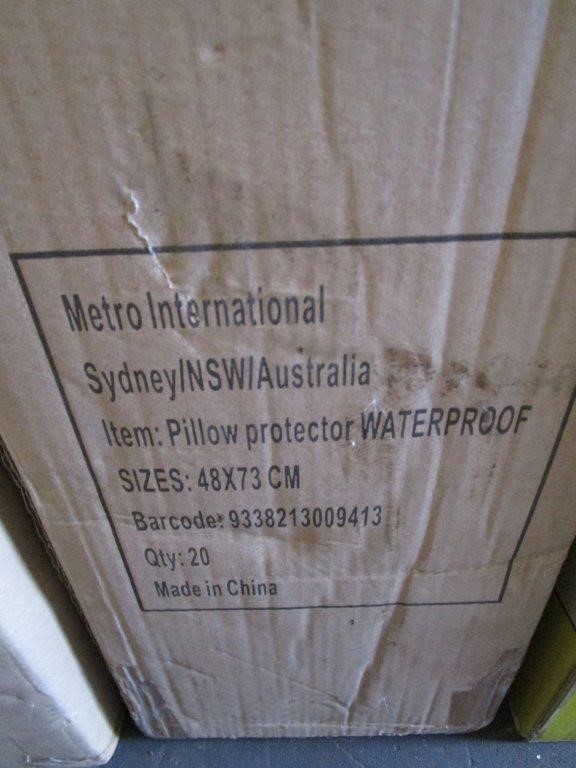 Metro International
Sydney/NSW/Australia
Item: Pillow protector WATERPROOF
SIZES: 48X73 CM
Barcode: 9338213009413
Qty: 20
Made in China